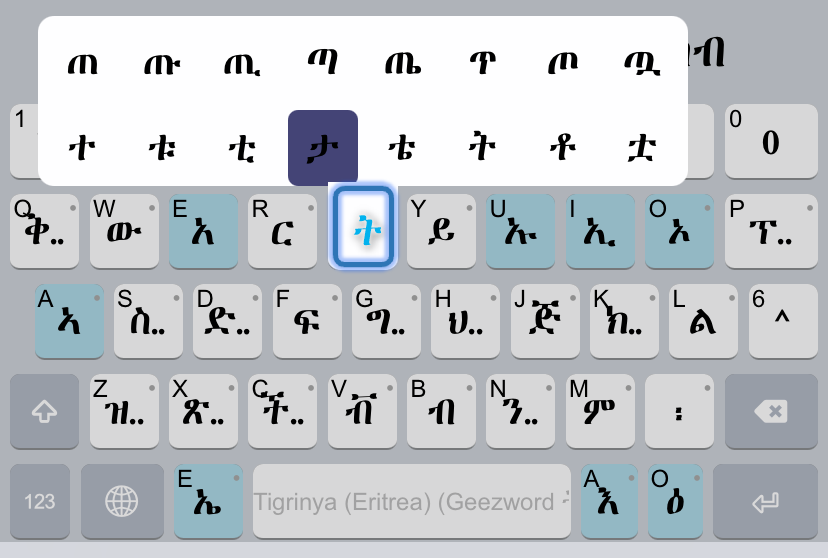 ብ
ጠ ጡ ጢ ጣ ጤ ጥ ጦ ጧ
ተ ቱ ቲ ታ ቴ ት ቶ ቷ
1 0 0
Q ቅ.. W ው E አ R ር ት Y ይ U ኡ I ኢ O ኦ P ፕ..
A ኣ S ስ.. D ድ.. F ፍ G ግ.. H ህ.. J ጅ K ክ.. L ል 6 ^
Z ዝ.. X ጽ.. C ች.. V ቭ B ብ N ን.. M ም ፡
123 E ኤ Tigrinya (Eritrea) (Geezword A እ O ዕ